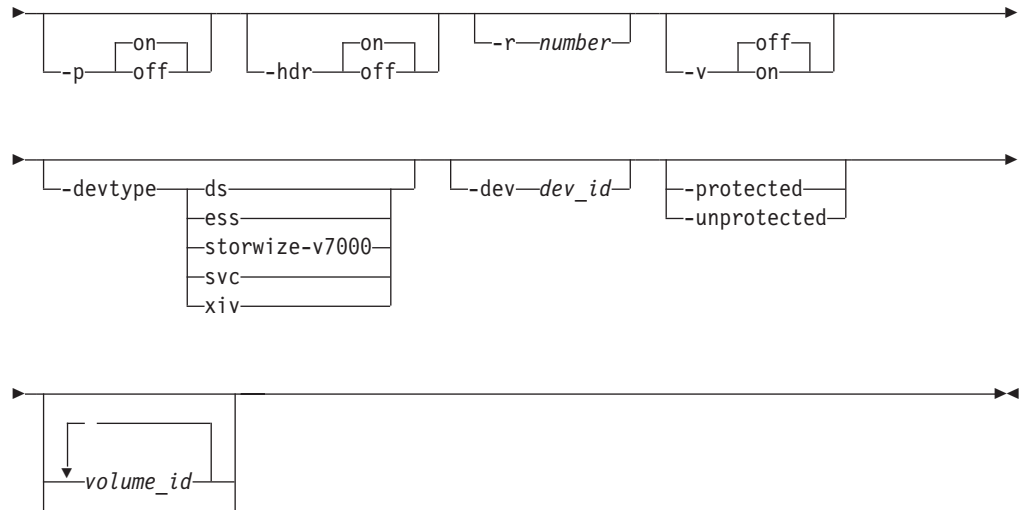 on on off
-p off -hdr off -r number -v on
-devtype ds -dev dev_id -protected
ess -unprotected
storwize-v7000
svc
xiv
volume_id